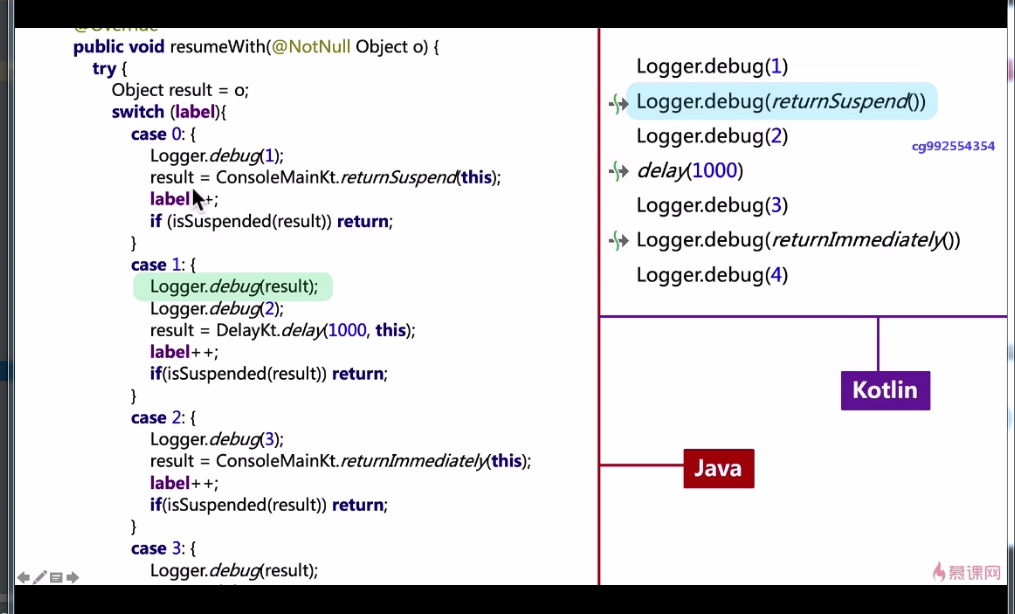 @Override
public void resumeWith(@NotNull Object o) {
try {
Object result = o;
switch (label){
case 0: {
Logger.debug(1);
result = ConsoleMainKt.returnSuspend(this);
label++;
if (isSuspended(result)) return;
}
case 1: {
Logger.debug(result);
Logger.debug(2);
result = DelayKt.delay(1000, this);
label++;
if(isSuspended(result)) return;
}
case 2: {
Logger.debug(3);
result = ConsoleMainKt.returnImmediately(this);
label++;
if(isSuspended(result)) return;
}
case 3: {
Logger.debug(result);
Logger.debug(1)
Logger.debug(returnSuspend())
Logger.debug(2)
cg992554354
delay(1000)
Logger.debug(3)
Logger.debug(returnImmediately())
Logger.debug(4)
Kotlin
Java
慕课网